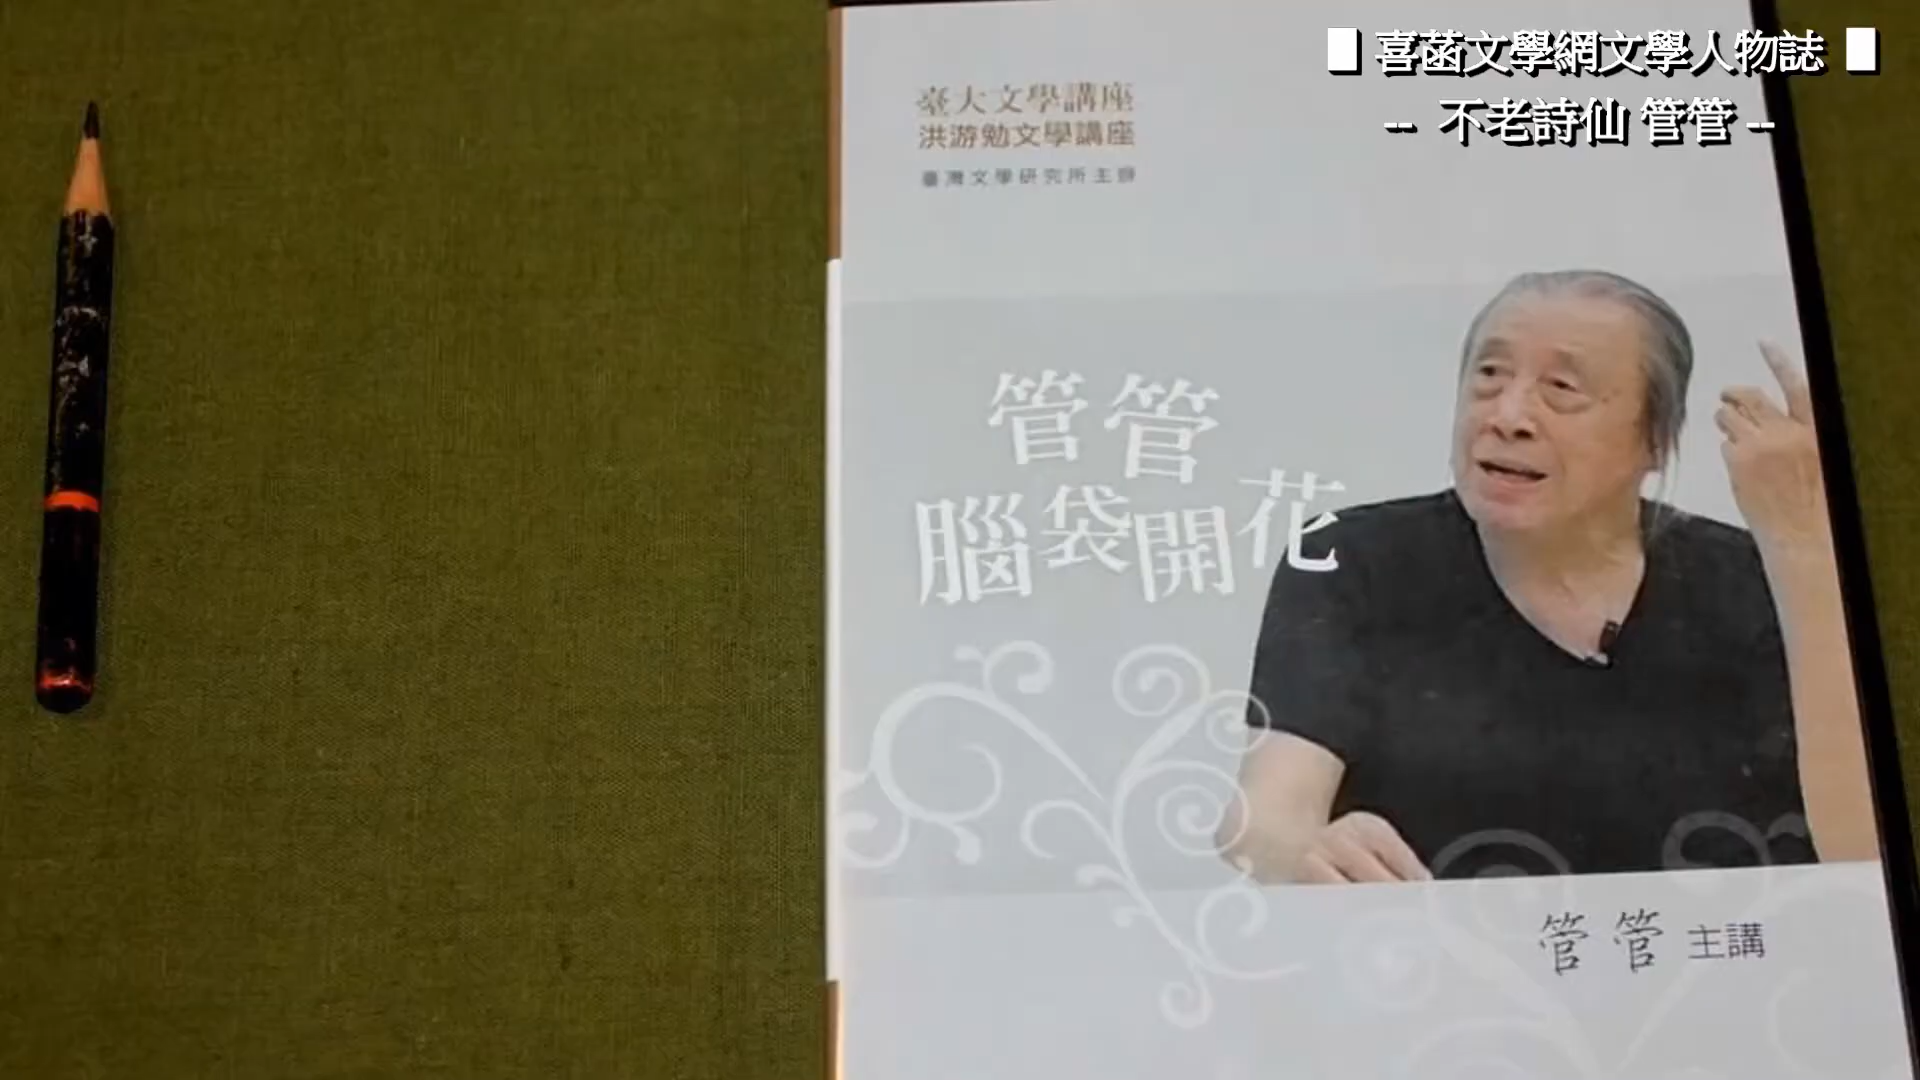 ▊喜菡文學網文學人物誌▊
-- 不老詩仙 管管 --
臺大文學講座
洪游勉文學講座
臺灣文學研究所主辦
管管
腦袋開花
管管 主講